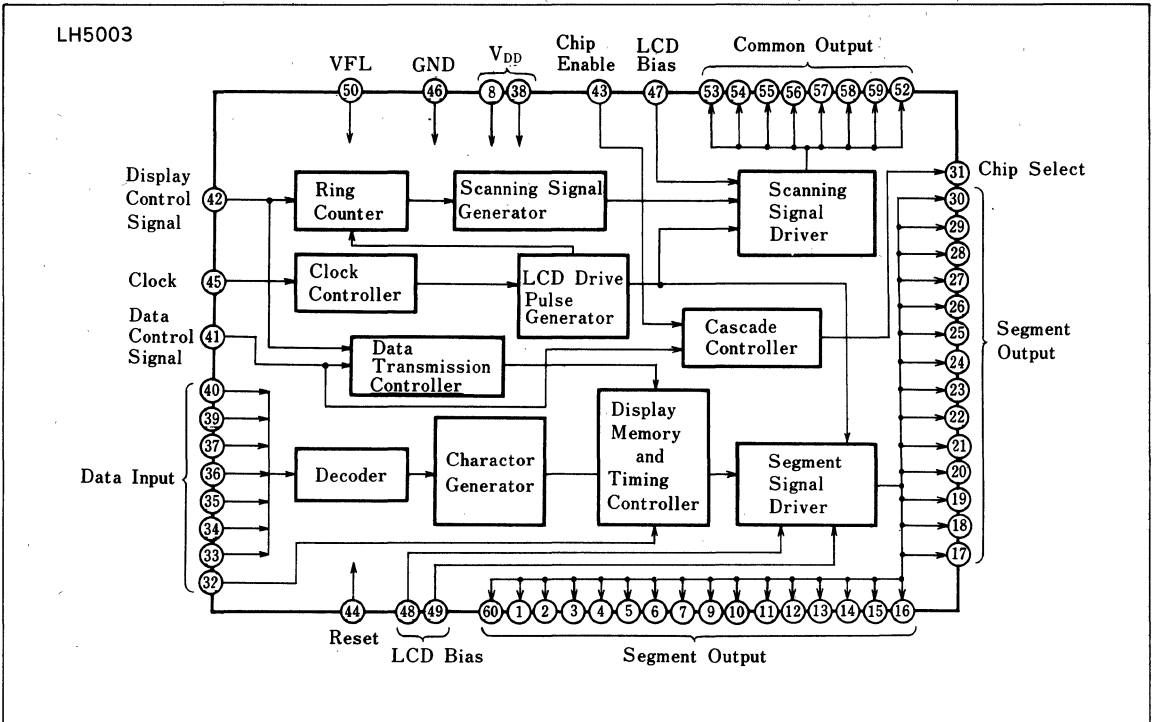 LH5003
VFL
GND
VDD
Chip
Enable
LCD
Bias
Common Output
50
46
8
38
43
47
53
54
55
56
57
58
59
52
Display
Control
Signal
42
Ring
Counter
Scanning Signal
Generator
Scanning
Signal
Driver
31
Chip Select
30
29
28
27
26
25
24
23
22
21
20
19
18
17
Segment
Output
Clock
45
Clock
Controller
LCD Drive
Pulse
Generator
Cascade
Controller
Data
Control
Signal
41
Data
Transmission
Controller
Data Input
40
39
37
36
35
34
33
32
Decoder
Charactor
Generator
Display
Memory
and
Timing
Controller
Segment
Signal
Driver
44
48
49
60
1
2
3
4
5
6
7
9
10
11
12
13
14
15
16
Reset
LCD Bias
Segment Output